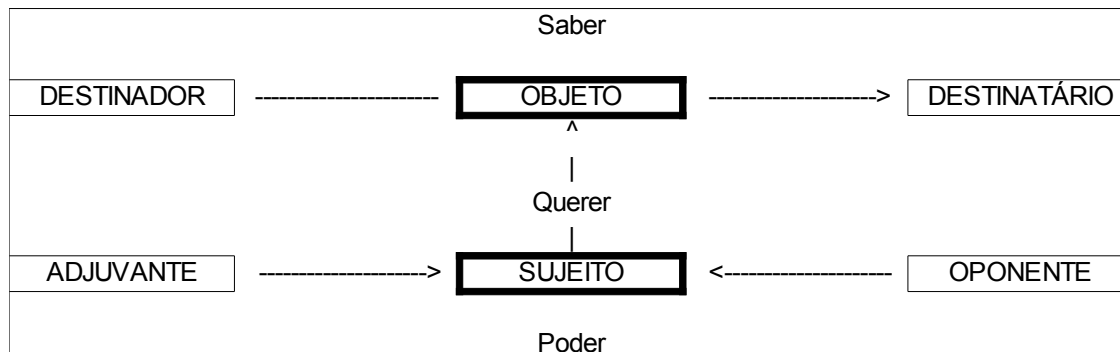 Saber
DESTINADOR ----------------------- OBJETO ---------------------> DESTINATÁRIO
^
|
Querer
|
ADJUVANTE ---------------------> SUJEITO <--------------------- OPONENTE
Poder